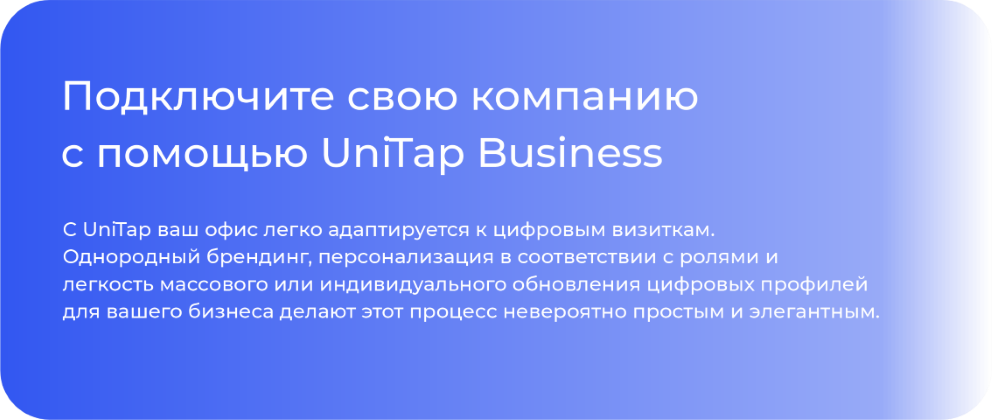 Подключите свою компанию
с помощью UniTap Business
С UniTap ваш офис легко адаптируется к цифровым визиткам.
Однородный брендинг, персонализация в соответствии с ролями и
легкость массового или индивидуального обновления цифровых профилей
для вашего бизнеса делают этот процесс невероятно простым и элегантным.